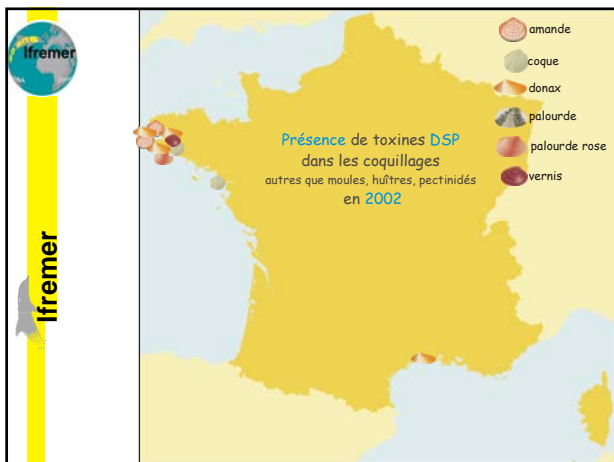 Ifremer
Ifremer
Présence de toxines DSP
dans les coquillages
autres que moules, huîtres, pectinidés
en 2002
amande
coque
donax
palourde
palourde rose
vernis